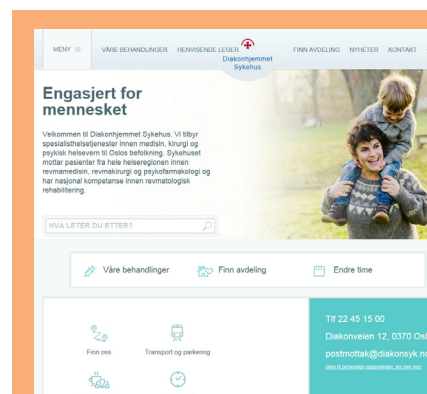 MENY
VÅRE BEHANDLINGER
HENVISENDE LEGER
Diakonhjemmet
Sykehus
FINN AVDELING
NYHETER
KONTAKT
Engasjert for
mennesket
Velkommen til Diakonhjemmet Sykehus. Vi tilbyr
spesialisthelsetjenester innen medisin, kirurgi og
psykisk helsevern til Oslos befolkning. Sykehuset
mottar pasienter fra hele helseregionen innen
revmamedisin, revmakirurgi og psykofarmakologi og
har nasjonal kompetanse innen revmatologisk
rehabilitering.
HVA LETER DU ETTER?
Våre behandlinger
Finn avdeling
Endre time
Tlf 22 45 15 00
Diakonveien 12, 0370 Osl
postmottak@diakonsyk.no
Finn oss
Transport og parkering